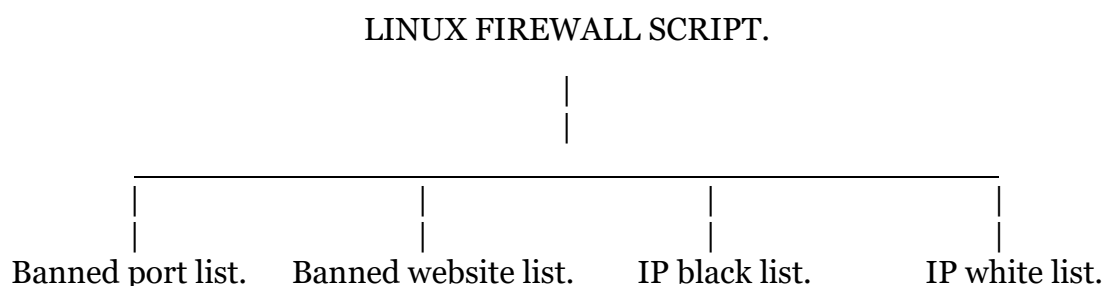 LINUX FIREWALL SCRIPT.
Banned port list. Banned website list. IP black list. IP white list.